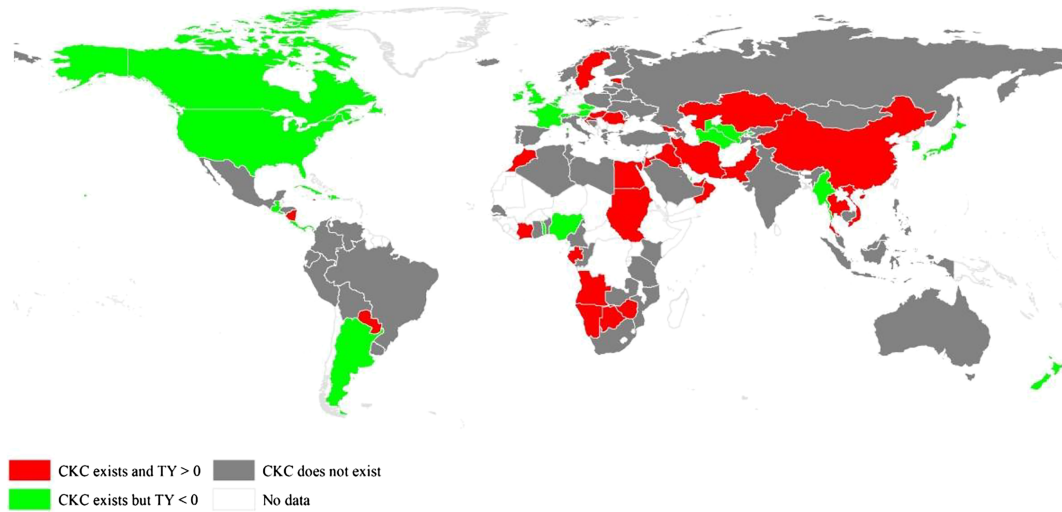 CKC exists and TY > 0
CKC does not exist
CKC exists but TY < 0
No data